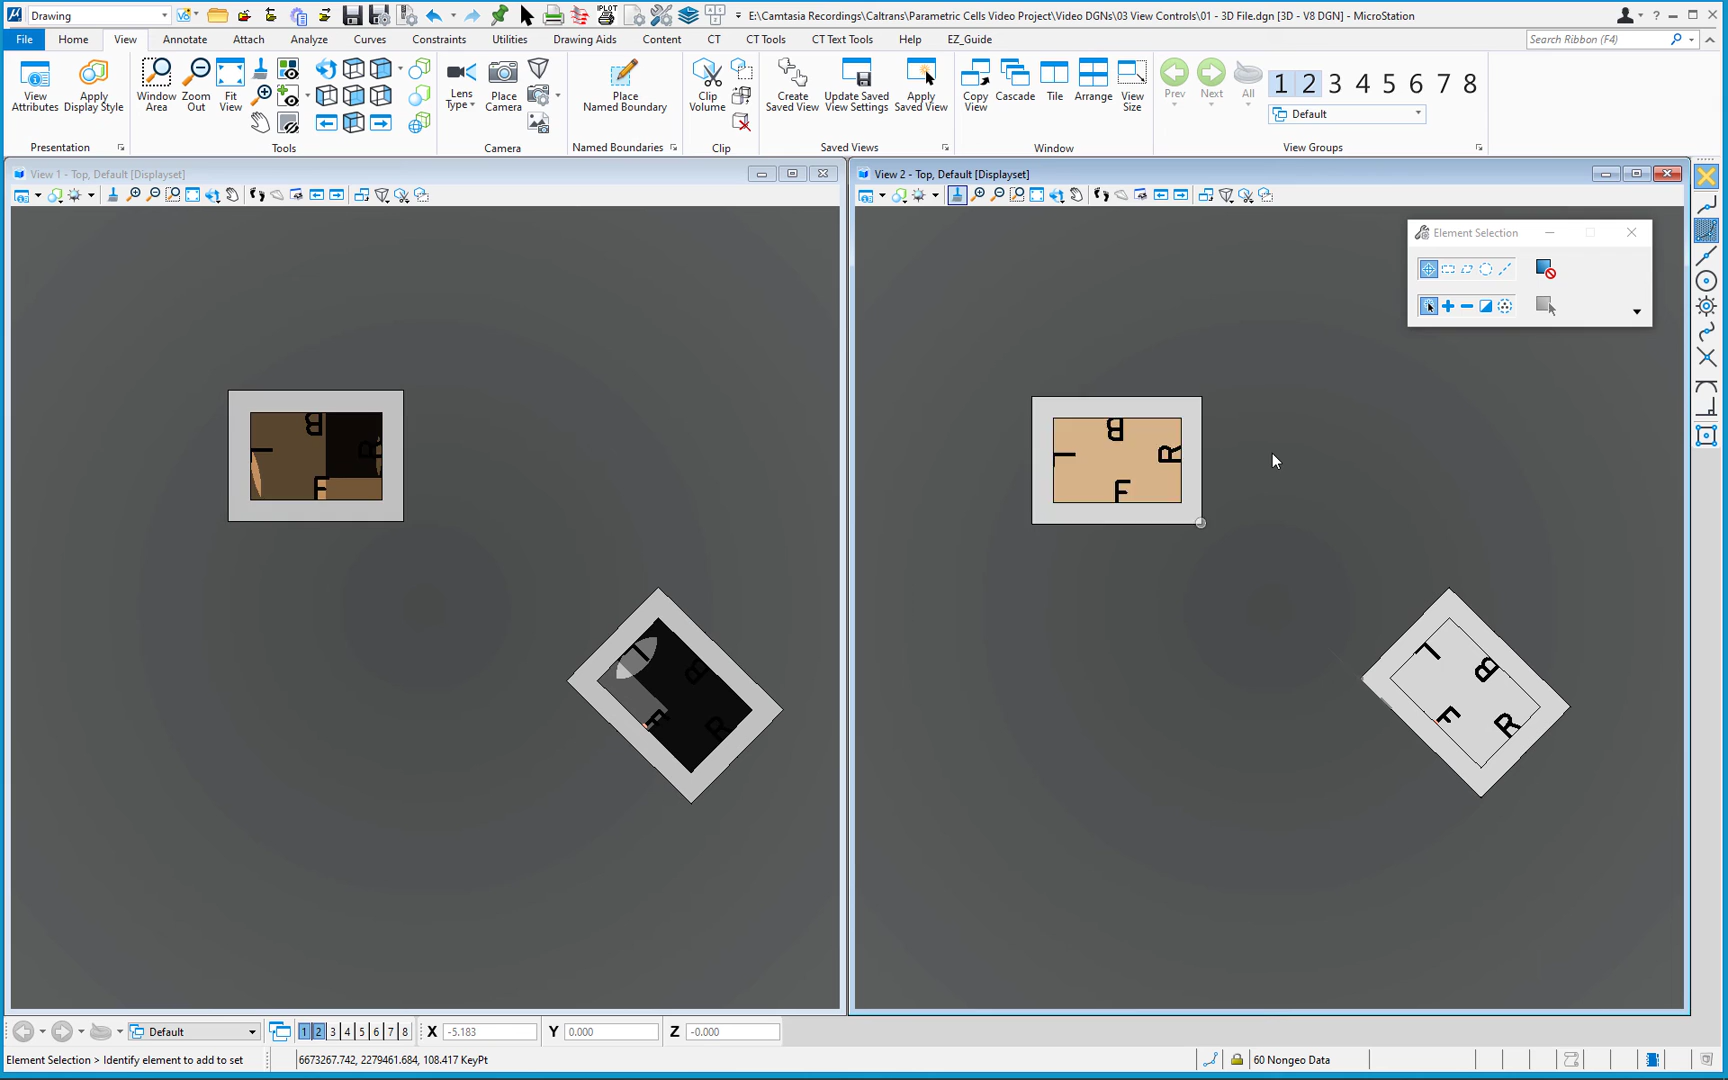 Drawing
E:\Camtasia Recordings\Caltrans\Parametric Cells Video Project\Video DGNs\03 View Controls\01 - 3D File.dgn [3D - V8 DGN] - MicroStation
File Home View Annotate Attach Analyze Curves Constraints Utilities Drawing Aids Content CT CT Tools CT Text Tools Help EZ_Guide
Search Ribbon (F4)
View Attributes
Apply Display Style
Window Area
Zoom Out
Fit View
Lens Type
Place Camera
Place Named Boundary
Clip Volume
Create Saved View
Update Saved View Settings
Apply Saved View
Copy View
Cascade
Tile
Arrange
View Size
Prev
Next
All
1 2 3 4 5 6 7 8
Default
Presentation
Tools
Camera
Named Boundaries
Clip
Saved Views
Window
View Groups
View 1 - Top, Default [Displayset]
View 2 - Top, Default [Displayset]
Element Selection
B
L
R
F
B
L
R
F
L
B
F
R
L
B
F
R
Default
1 2 3 4 5 6 7 8
X -5.183
Y 0.000
Z -0.000
Element Selection > Identify element to add to set
6673267.742, 2279461.684, 108.417 KeyPt
60 Nongeo Data